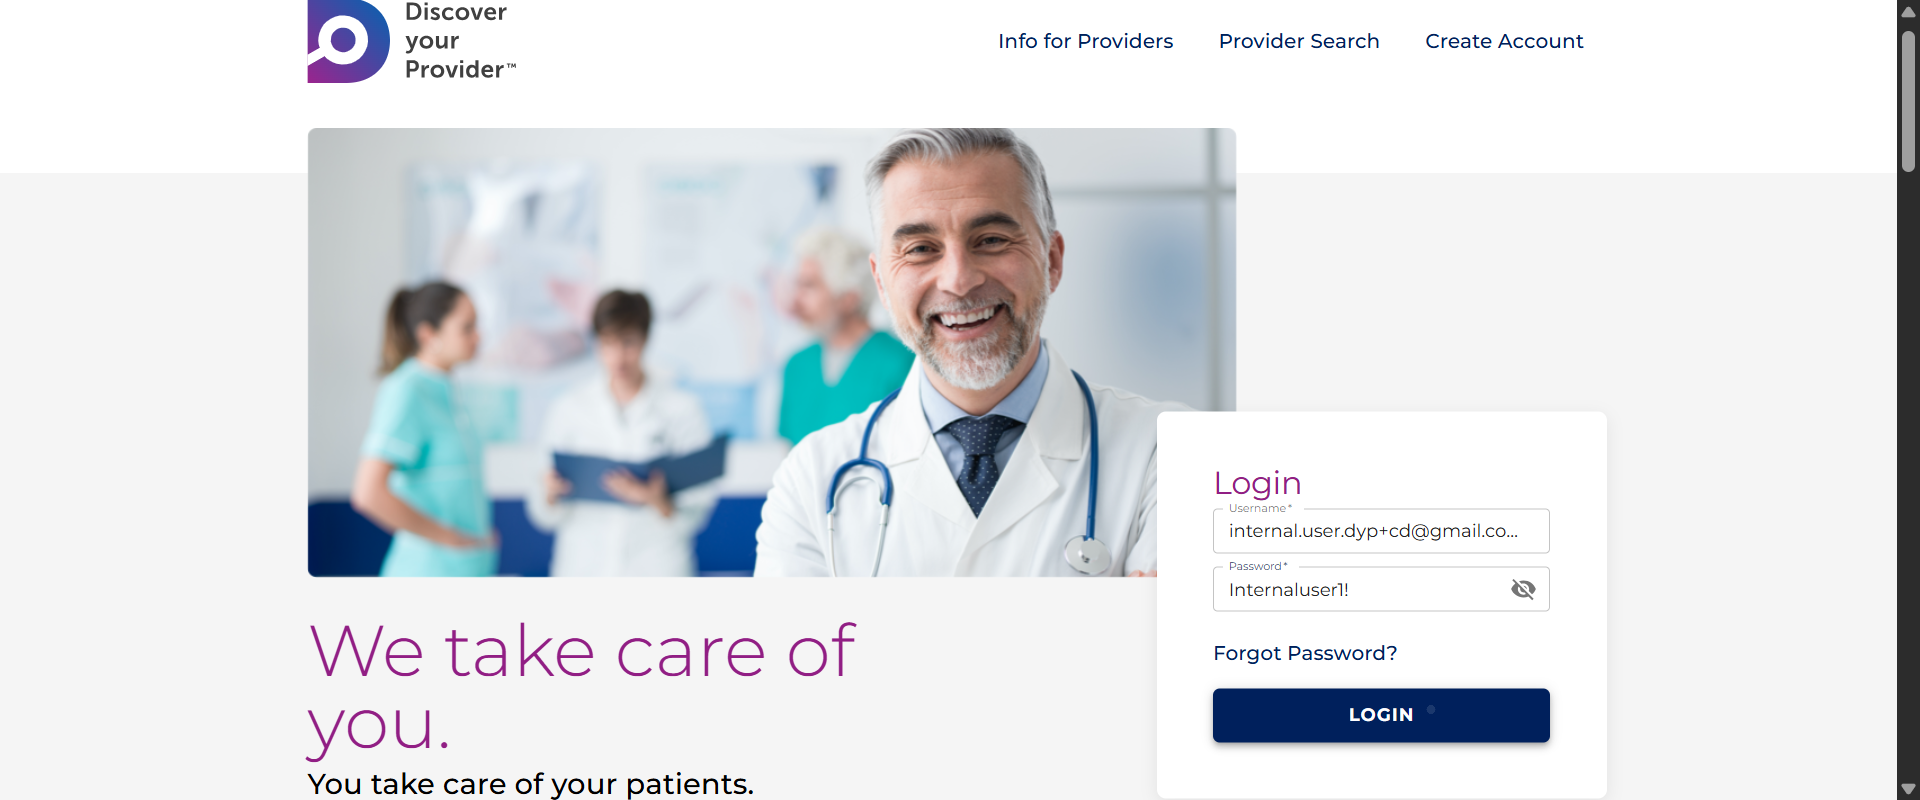 Discover
your
Provider™
Info for Providers
Provider Search
Create Account
Login
Username*
internal.user.dyp+cd@gmail.co...
Password*
Internaluser1!
Forgot Password?
LOGIN
We take care of
you.
You take care of your patients.